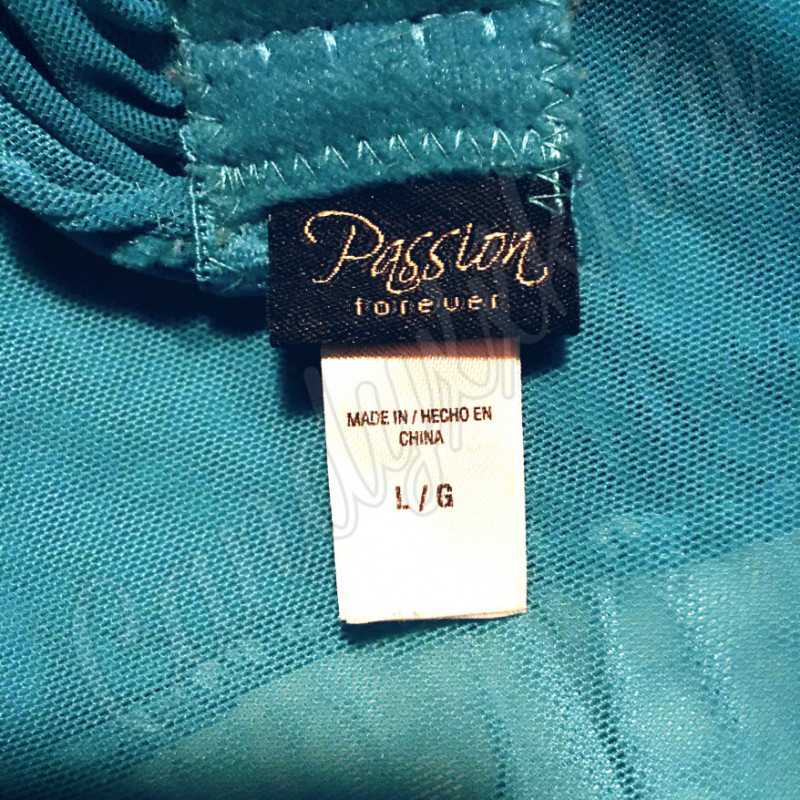 Passion
forever
MADE IN / HECHO EN
CHINA
L / G